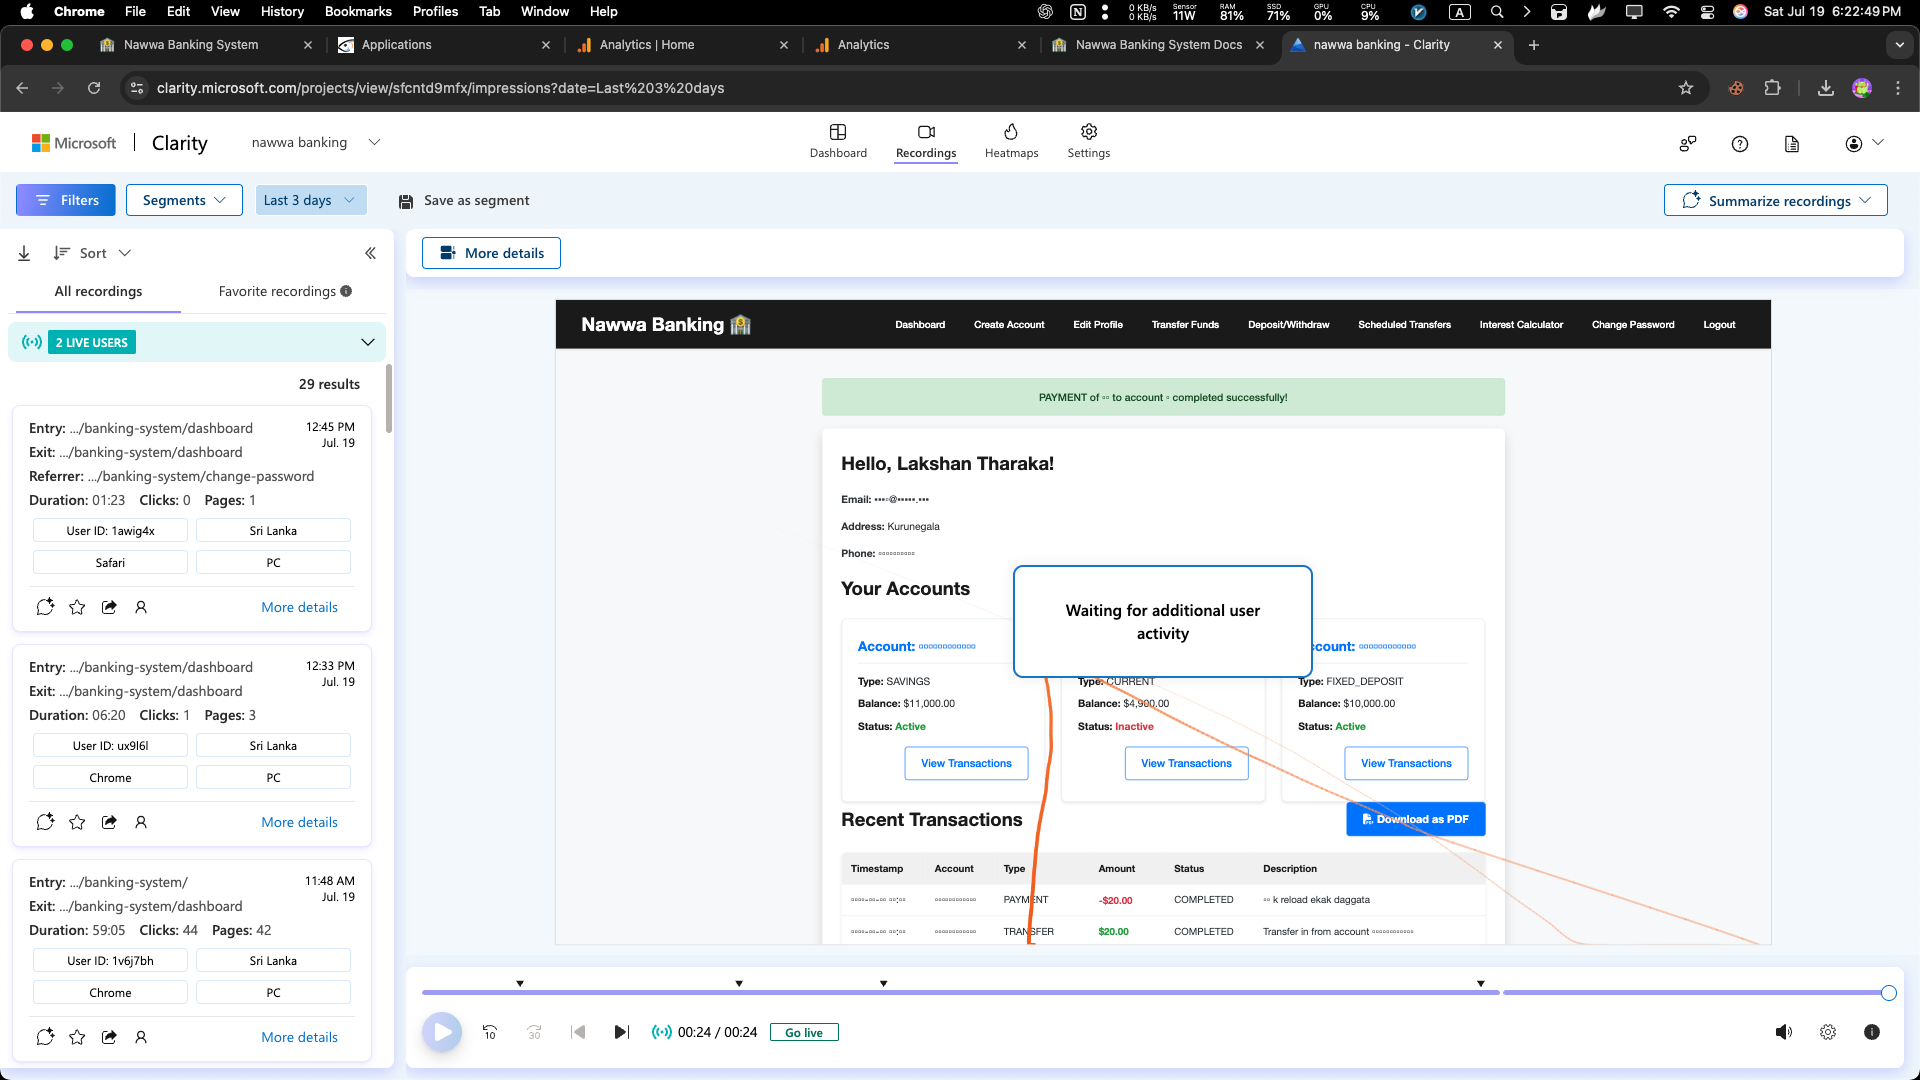 Chrome File Edit View History Bookmarks Profiles Tab Window Help
0 KB/s 0 KB/s Sensor 11W RAM 81% SSD 71% GPU 0% CPU 9% A Sat Jul 19 6:22:49 PM
Nawwa Banking System Applications Analytics | Home Analytics Nawwa Banking System Docs nawwa banking - Clarity
clarity.microsoft.com/projects/view/sfcntd9mfx/impressions?date=Last%203%20days
Microsoft Clarity nawwa banking
Dashboard Recordings Heatmaps Settings
Filters Segments Last 3 days Save as segment Summarize recordings
Sort
More details
All recordings Favorite recordings
2 LIVE USERS
29 results
Entry: .../banking-system/dashboard 12:45 PM
Exit: .../banking-system/dashboard Jul. 19
Referrer: .../banking-system/change-password
Duration: 01:23 Clicks: 0 Pages: 1
User ID: 1awig4x Sri Lanka
Safari PC
More details
Entry: .../banking-system/dashboard 12:33 PM
Exit: .../banking-system/dashboard Jul. 19
Duration: 06:20 Clicks: 1 Pages: 3
User ID: ux9l6l Sri Lanka
Chrome PC
More details
Entry: .../banking-system/ 11:48 AM
Exit: .../banking-system/dashboard Jul. 19
Duration: 59:05 Clicks: 44 Pages: 42
User ID: 1v6j7bh Sri Lanka
Chrome PC
More details
Nawwa Banking Dashboard Create Account Edit Profile Transfer Funds Deposit/Withdraw Scheduled Transfers Interest Calculator Change Password Logout
PAYMENT of ▫▫ to account ▫ completed successfully!
Hello, Lakshan Tharaka!
Email: ▪▪▪▫@▪▪▪▪▪.▪▪▪
Address: Kurunegala
Phone: ▫▫▫▫▫▫▫▫▫▫
Your Accounts
Waiting for additional user
activity
Account: ▫▫▫▫▫▫▫▫▫▫▫▫ count: ▫▫▫▫▫▫▫▫▫▫▫▫
Type: SAVINGS Type: CURRENT Type: FIXED_DEPOSIT
Balance: $11,000.00 Balance: $4,900.00 Balance: $10,000.00
Status: Active Status: Inactive Status: Active
View Transactions View Transactions View Transactions
Recent Transactions Download as PDF
Timestamp Account Type Amount Status Description
▫▫▫▫-▫▫-▫▫ ▫▫:▫▫ ▫▫▫▫▫▫▫▫▫▫▫▫ PAYMENT -$20.00 COMPLETED ▫▫ k reload ekak daggata
▫▫▫▫-▫▫-▫▫ ▫▫:▫▫ ▫▫▫▫▫▫▫▫▫▫▫▫ TRANSFER $20.00 COMPLETED Transfer in from account ▫▫▫▫▫▫▫▫▫▫▫▫
10 30 00:24 / 00:24 Go live